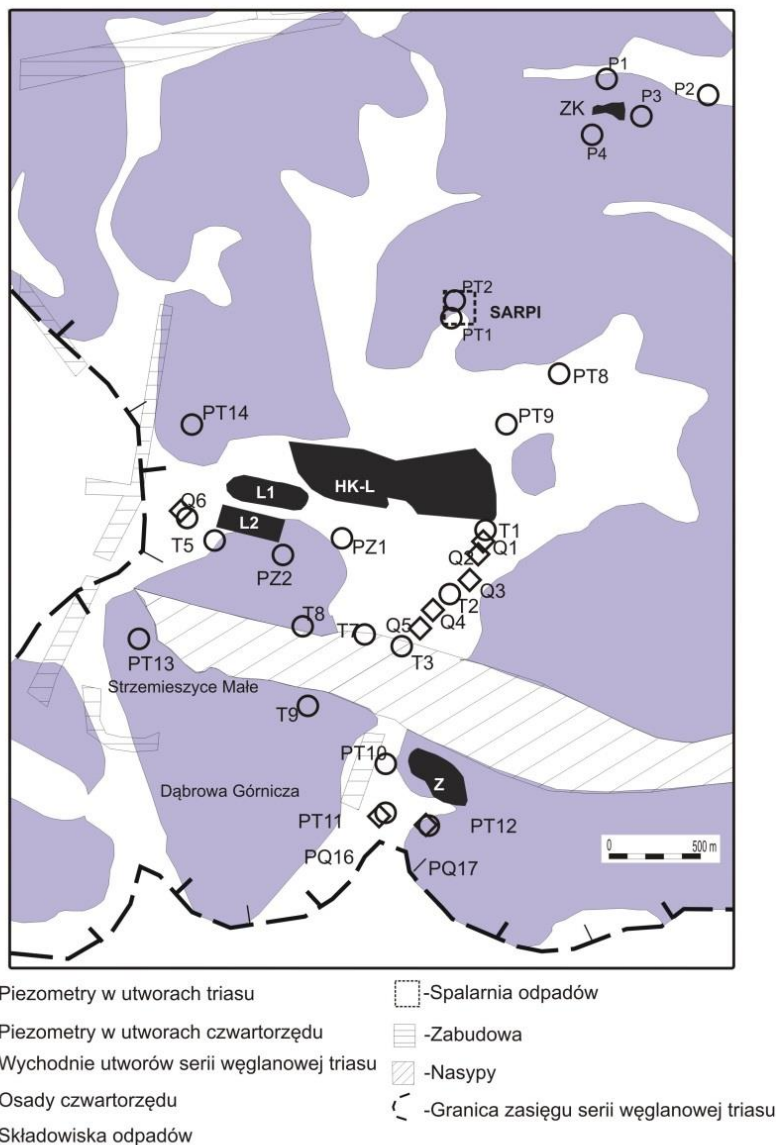 P1
P2
ZK
P3
P4
PT2
SARPI
PT1
PT8
PT14
PT9
HK-L
L1
Q6
L2
T1
Q1
T5
PZ1
Q2
PZ2
Q3
T2
T8
Q5
Q4
T7
T3
PT13
Strzemieszyce Małe
T9
PT10
Z
Dąbrowa Górnicza
PT11
PT12
0 500 m
PQ16
PQ17
Piezometry w utworach triasu
-Spalarnia odpadów
Piezometry w utworach czwartorzędu
-Zabudowa
Wychodnie utworów serii węglanowej triasu
-Nasypy
Osady czwartorzędu
-Granica zasięgu serii węglanowej triasu
Składowiska odpadów